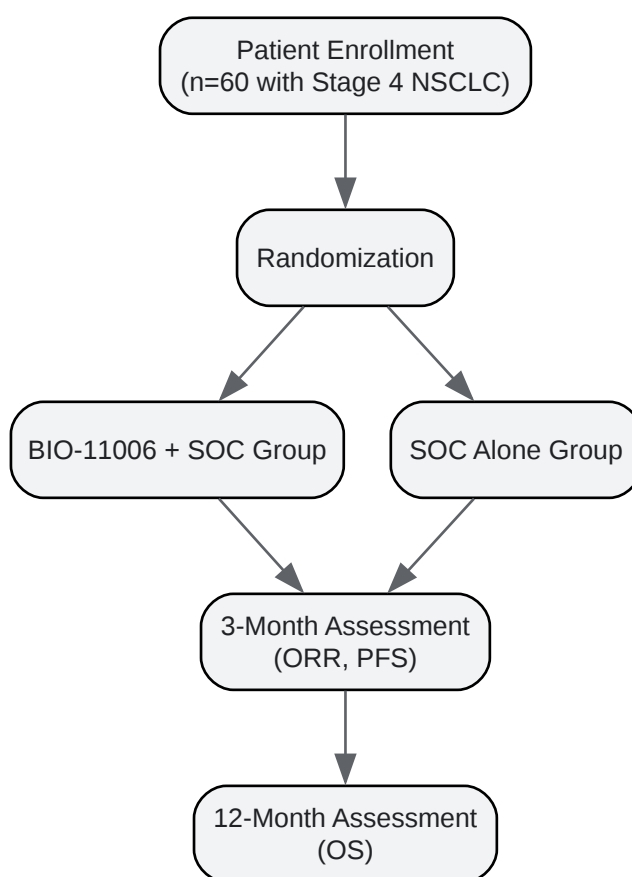 Patient Enrollment
(n=60 with Stage 4 NSCLC)
Randomization
BIO-11006 + SOC Group
SOC Alone Group
3-Month Assessment
(ORR, PFS)
12-Month Assessment
(OS)